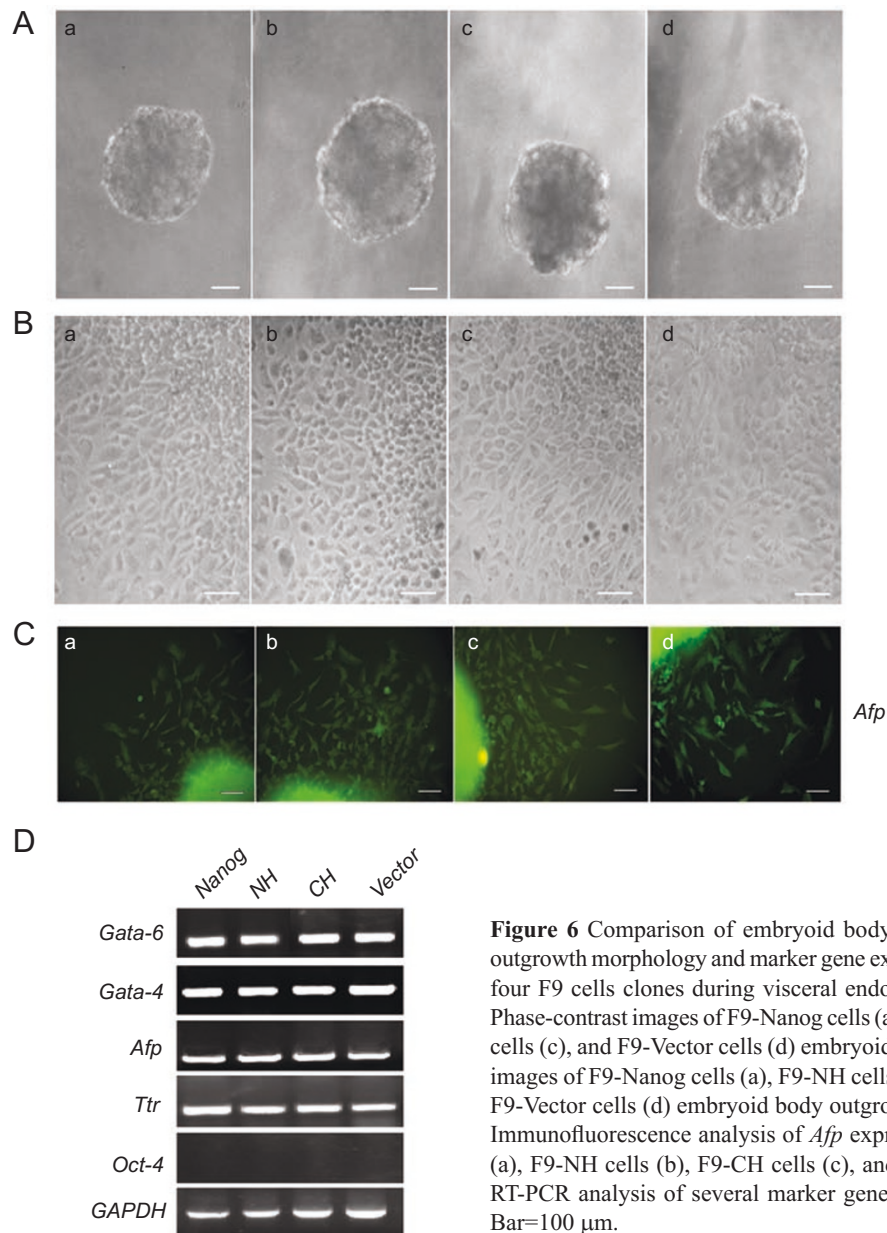 A
a
b
c
d
B
a
b
c
d
C
a
b
c
d
Afp
D
Nanog
NH
CH
Vector
Gata-6
Gata-4
Afp
Ttr
Oct-4
GAPDH
Figure 6 Comparison of embryoid body
outgrowth morphology and marker gene ex
four F9 cells clones during visceral endo
Phase-contrast images of F9-Nanog cells (a
cells (c), and F9-Vector cells (d) embryoid
images of F9-Nanog cells (a), F9-NH cells
F9-Vector cells (d) embryoid body outgro
Immunofluorescence analysis of Afp expr
(a), F9-NH cells (b), F9-CH cells (c), and
RT-PCR analysis of several marker gene
Bar=100 μm.